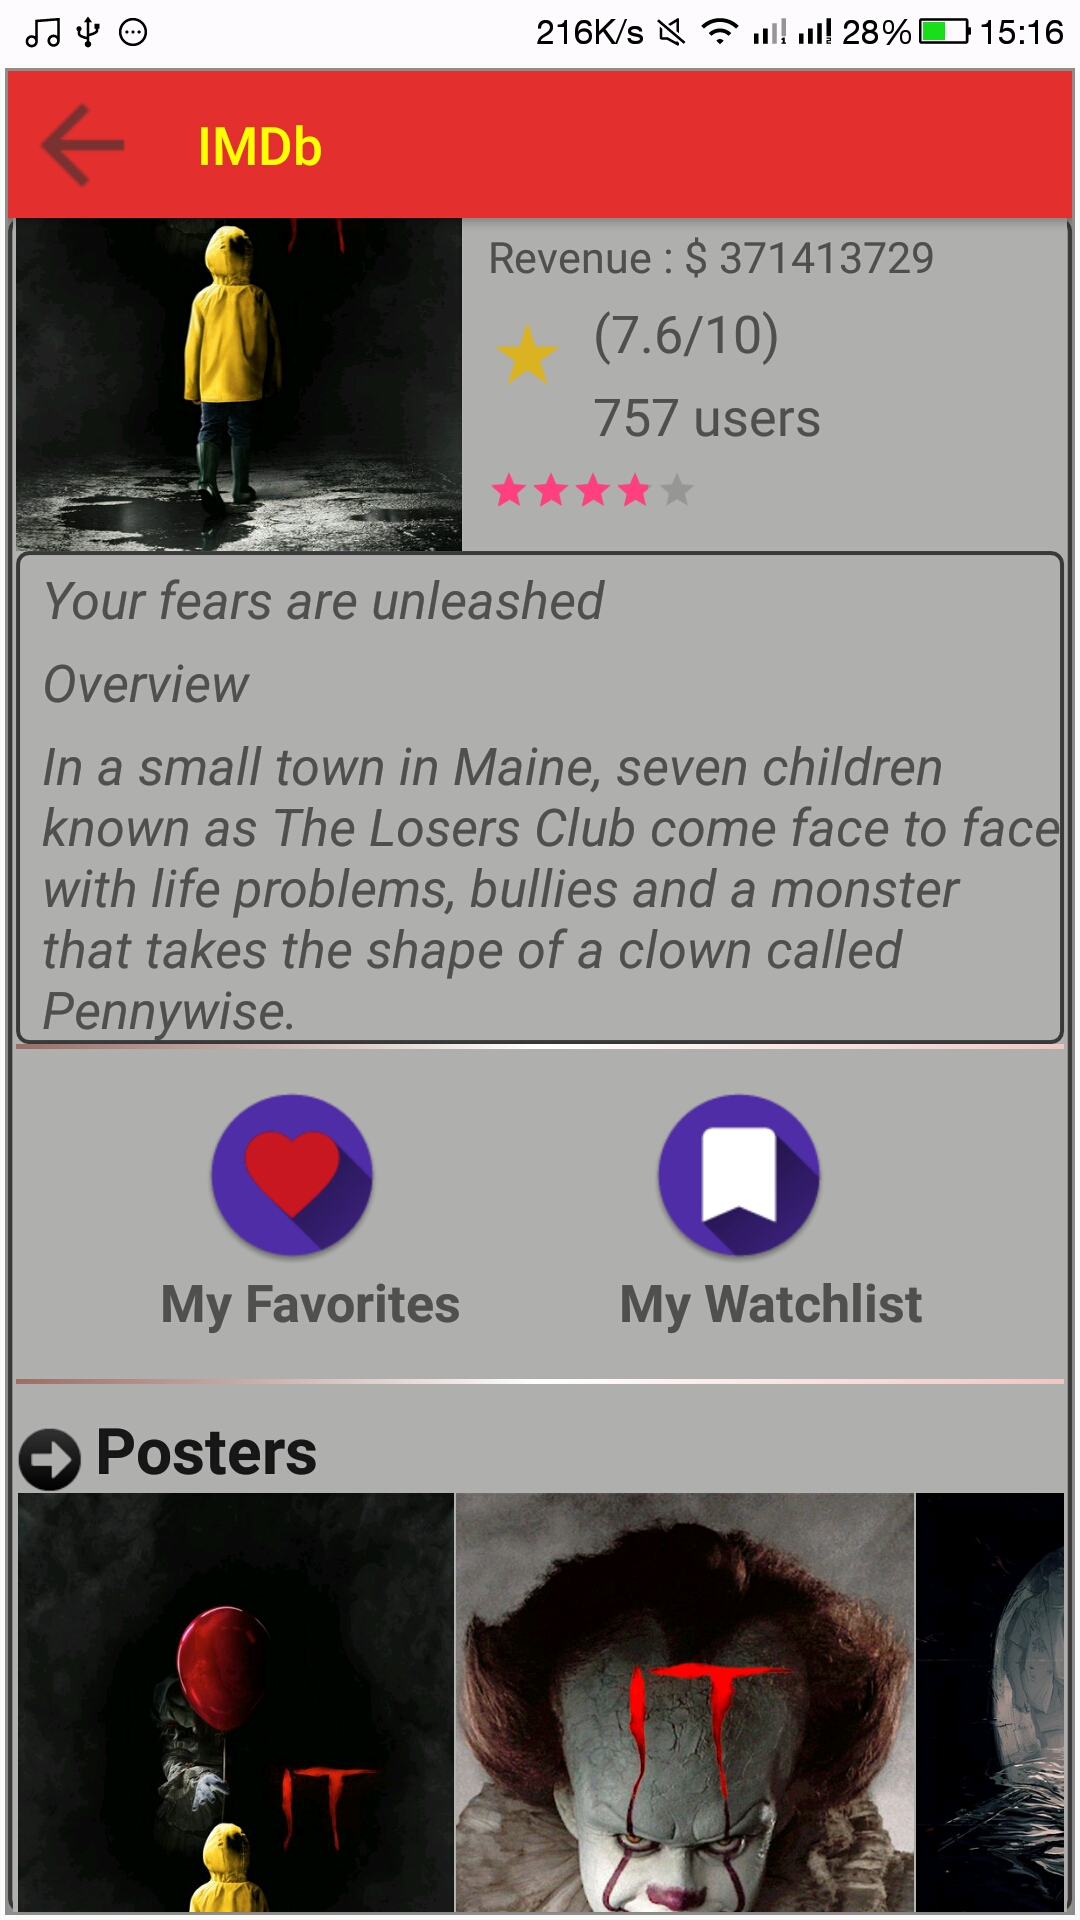 216K/s 28% 15:16
IMDb
Revenue : $ 371413729
(7.6/10)
757 users
Your fears are unleashed
Overview
In a small town in Maine, seven children
known as The Losers Club come face to face
with life problems, bullies and a monster
that takes the shape of a clown called
Pennywise.
My Favorites
My Watchlist
Posters
IT
IT